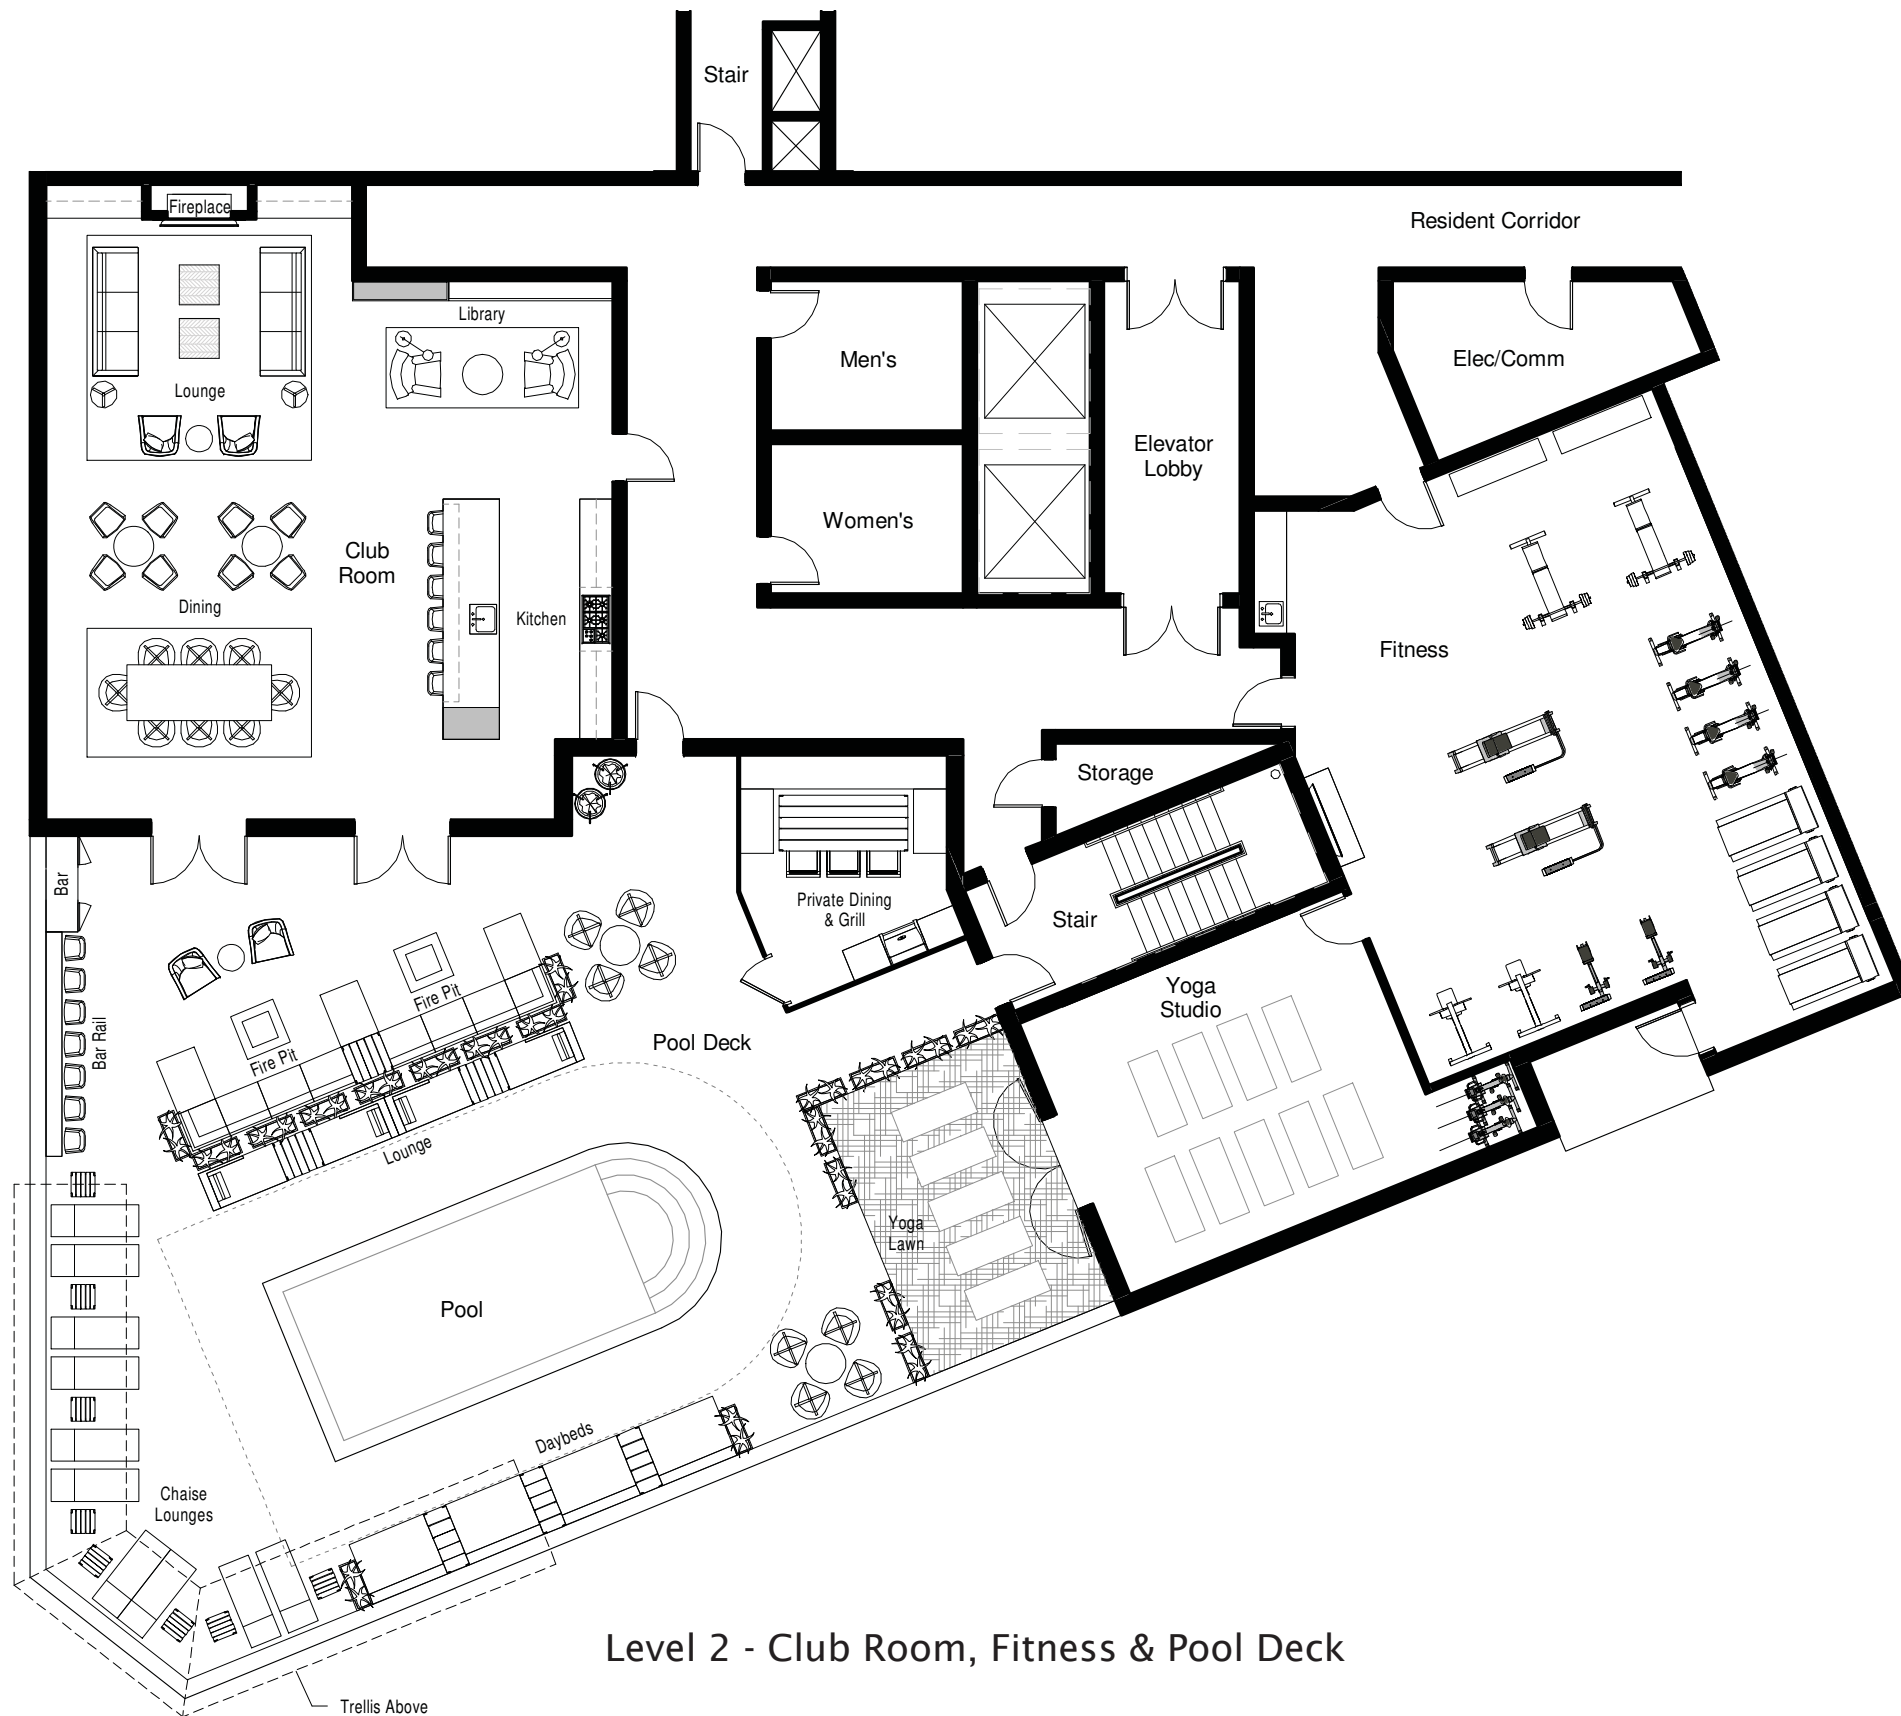 Stair
Fireplace
Resident Corridor
Library
Men's
Elec/Comm
Lounge
Elevator
Lobby
Women's
Club
Room
Dining
Kitchen
Fitness
Storage
Bar
Private Dining
& Grill
Stair
Fire Pit
Yoga
Studio
Bar Rail
Fire Pit
Pool Deck
Lounge
Yoga
Lawn
Pool
Daybeds
Chaise
Lounges
Level 2 - Club Room, Fitness & Pool Deck
Trellis Above